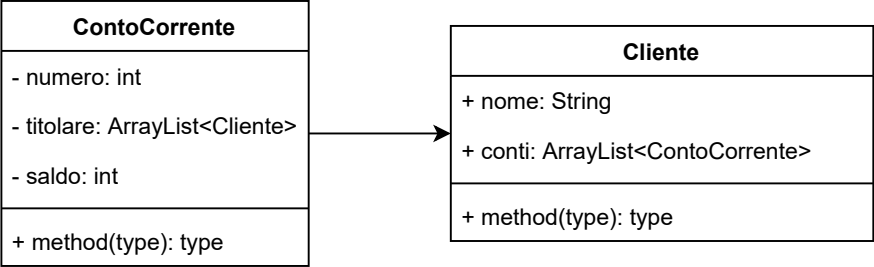 ContoCorrente
- numero: int
- titolare: ArrayList<Cliente>
- saldo: int
+ method(type): type
Cliente
+ nome: String
+ conti: ArrayList<ContoCorrente>
+ method(type): type